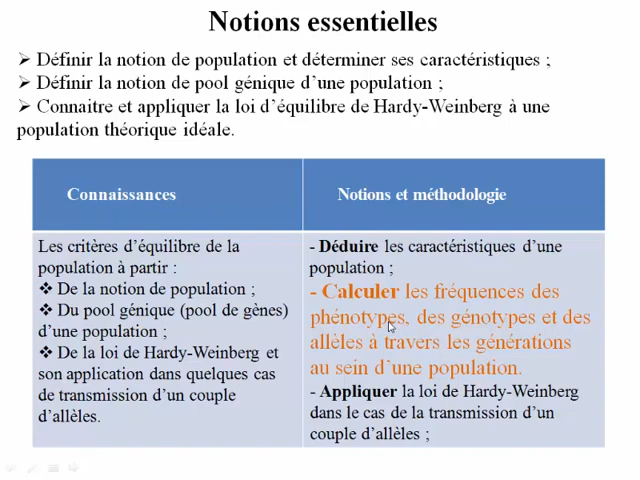 Notions essentielles
➢ Définir la notion de population et déterminer ses caractéristiques ;
➢ Définir la notion de pool génique d'une population ;
➢ Connaitre et appliquer la loi d'équilibre de Hardy-Weinberg à une
population théorique idéale.
Connaissances
Les critères d'équilibre de la
population à partir :
❖ De la notion de population ;
❖ Du pool génique (pool de gènes)
d'une population ;
❖ De la loi de Hardy-Weinberg et
son application dans quelques cas
de transmission d'un couple
d'allèles.
Notions et méthodologie
- Déduire les caractéristiques d'une
population ;
- Calculer les fréquences des
phénotypes, des génotypes et des
allèles à travers les générations
au sein d'une population.
- Appliquer la loi de Hardy-Weinberg
dans le cas de la transmission d'un
couple d'allèles ;